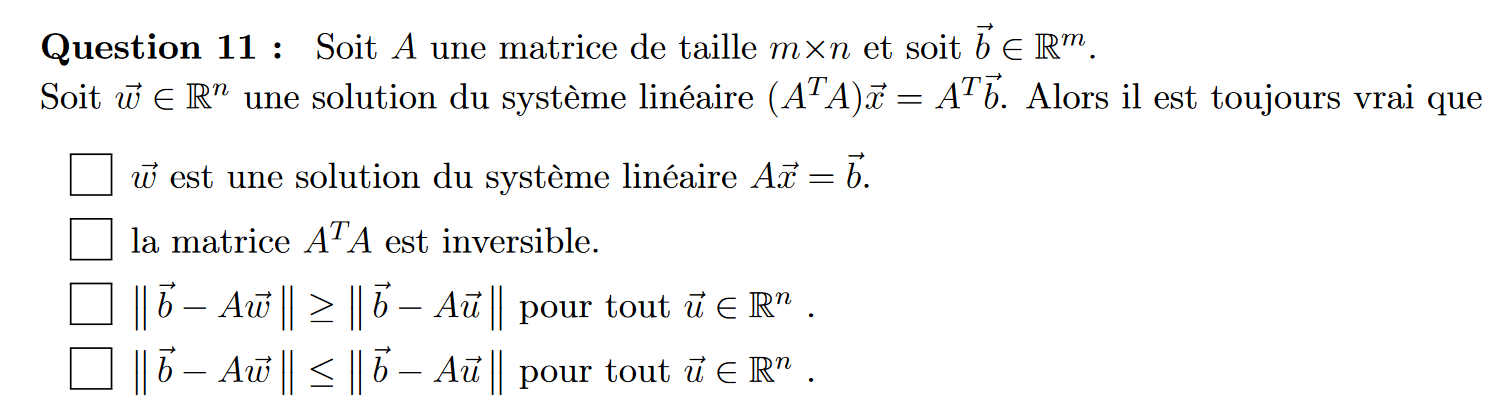 Question 11 : Soit $A$ une matrice de taille $m \times n$ et soit $\vec{b} \in \mathbb{R}^m$.
Soit $\vec{w} \in \mathbb{R}^n$ une solution du système linéaire $(A^T A)\vec{x} = A^T \vec{b}$. Alors il est toujours vrai que
☐ $\vec{w}$ est une solution du système linéaire $A\vec{x} = \vec{b}$.
☐ la matrice $A^T A$ est inversible.
☐ $\| \vec{b} - A\vec{w} \| \geq \| \vec{b} - A\vec{u} \|$ pour tout $\vec{u} \in \mathbb{R}^n$ .
☐ $\| \vec{b} - A\vec{w} \| \leq \| \vec{b} - A\vec{u} \|$ pour tout $\vec{u} \in \mathbb{R}^n$ .